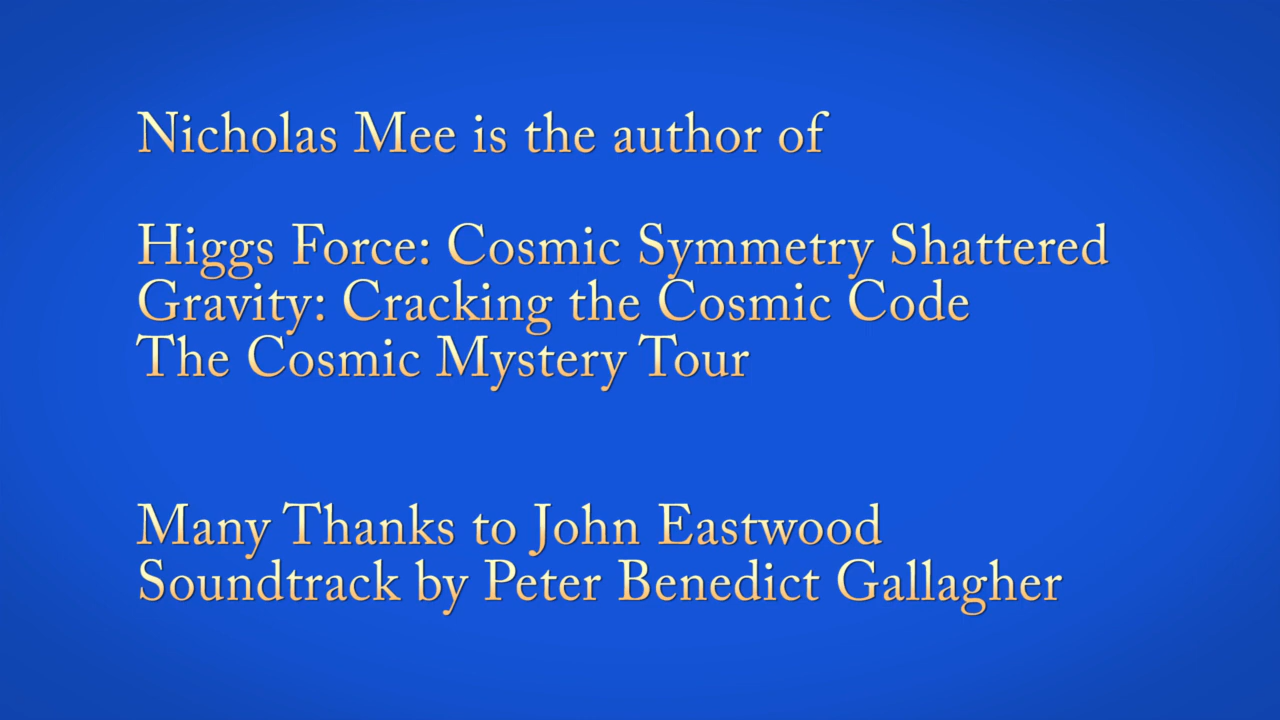 Nicholas Mee is the author of
Higgs Force: Cosmic Symmetry Shattered
Gravity: Cracking the Cosmic Code
The Cosmic Mystery Tour
Many Thanks to John Eastwood
Soundtrack by Peter Benedict Gallagher